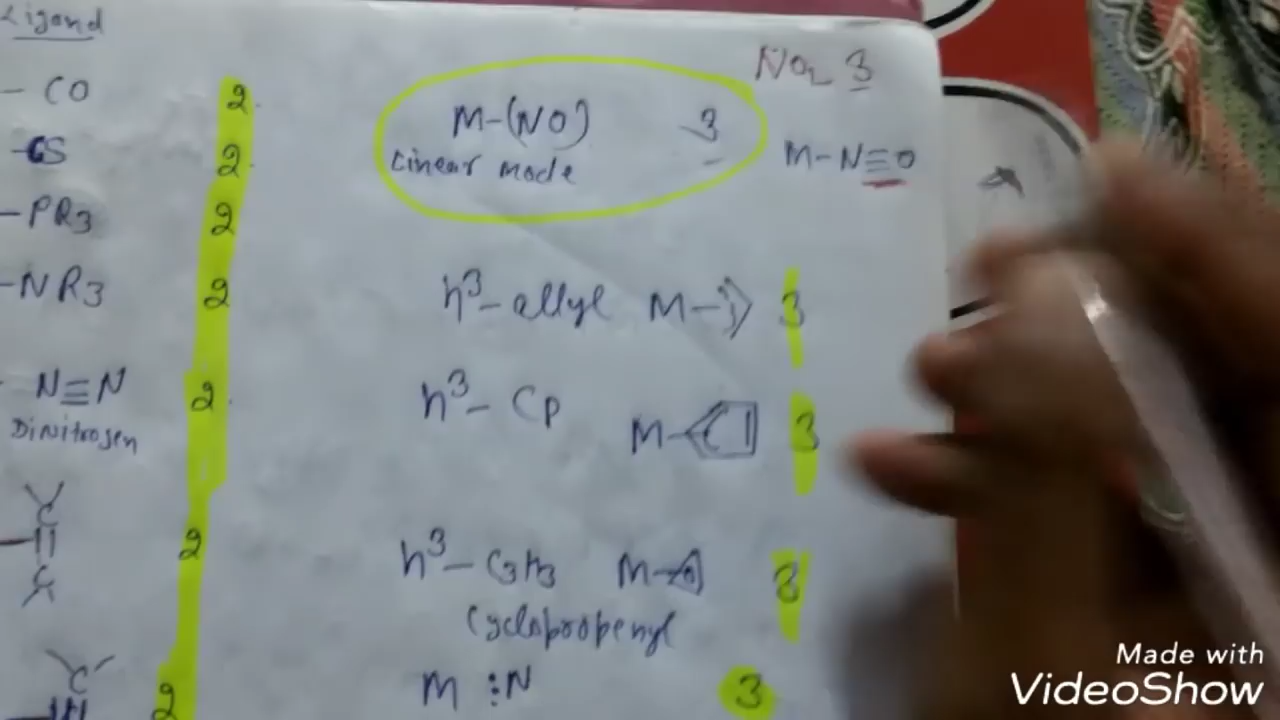 Ligand
- CO 2
- CS 2
- PR3 2
- NR3 2
- N≡N 2
Dinitrogen
C
||
C
2
C
2
NO2 3
M-(NO) 3
Linear mode
M-N≡O
h³-allyl M- 3
h³- Cp M 3
h³-C3H3 M 3
Cyclopropenyl
M :N 3
Made with
VideoShow